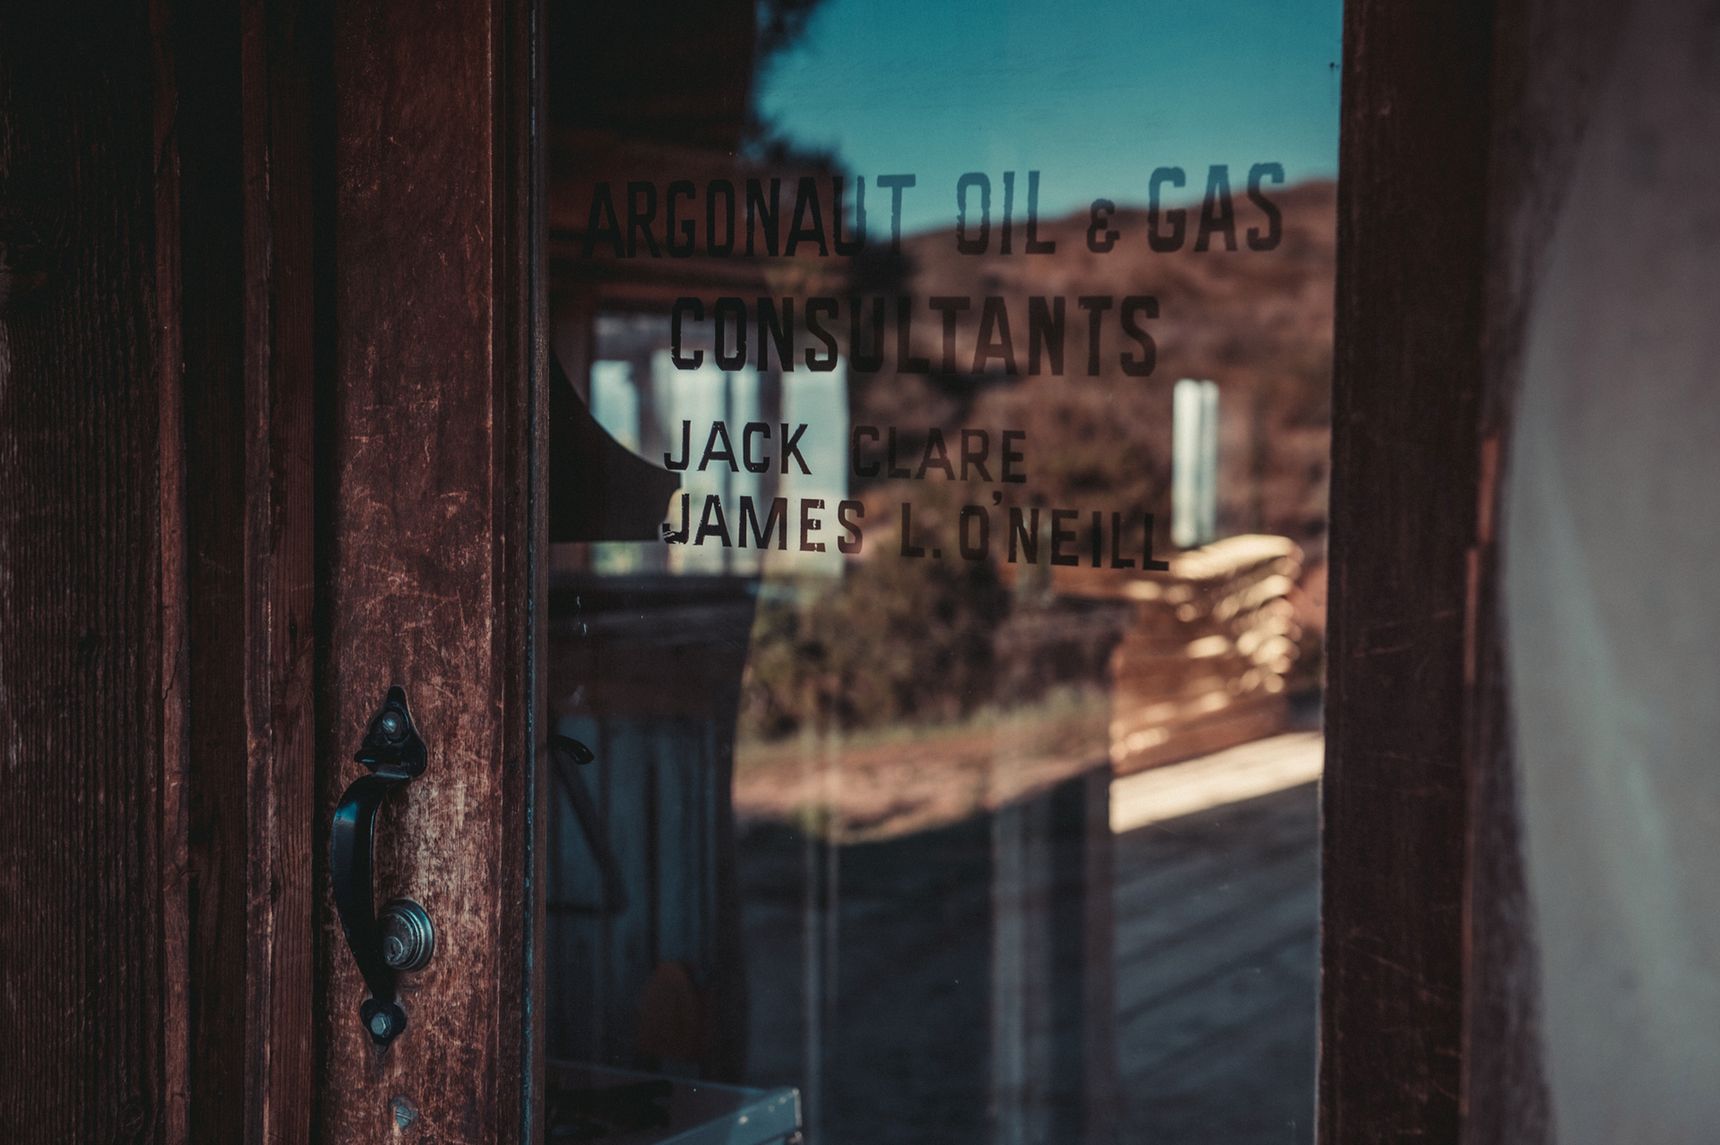 ARGONAUT OIL & GAS
CONSULTANTS
JACK CLARE
JAMES L. O'NEILL